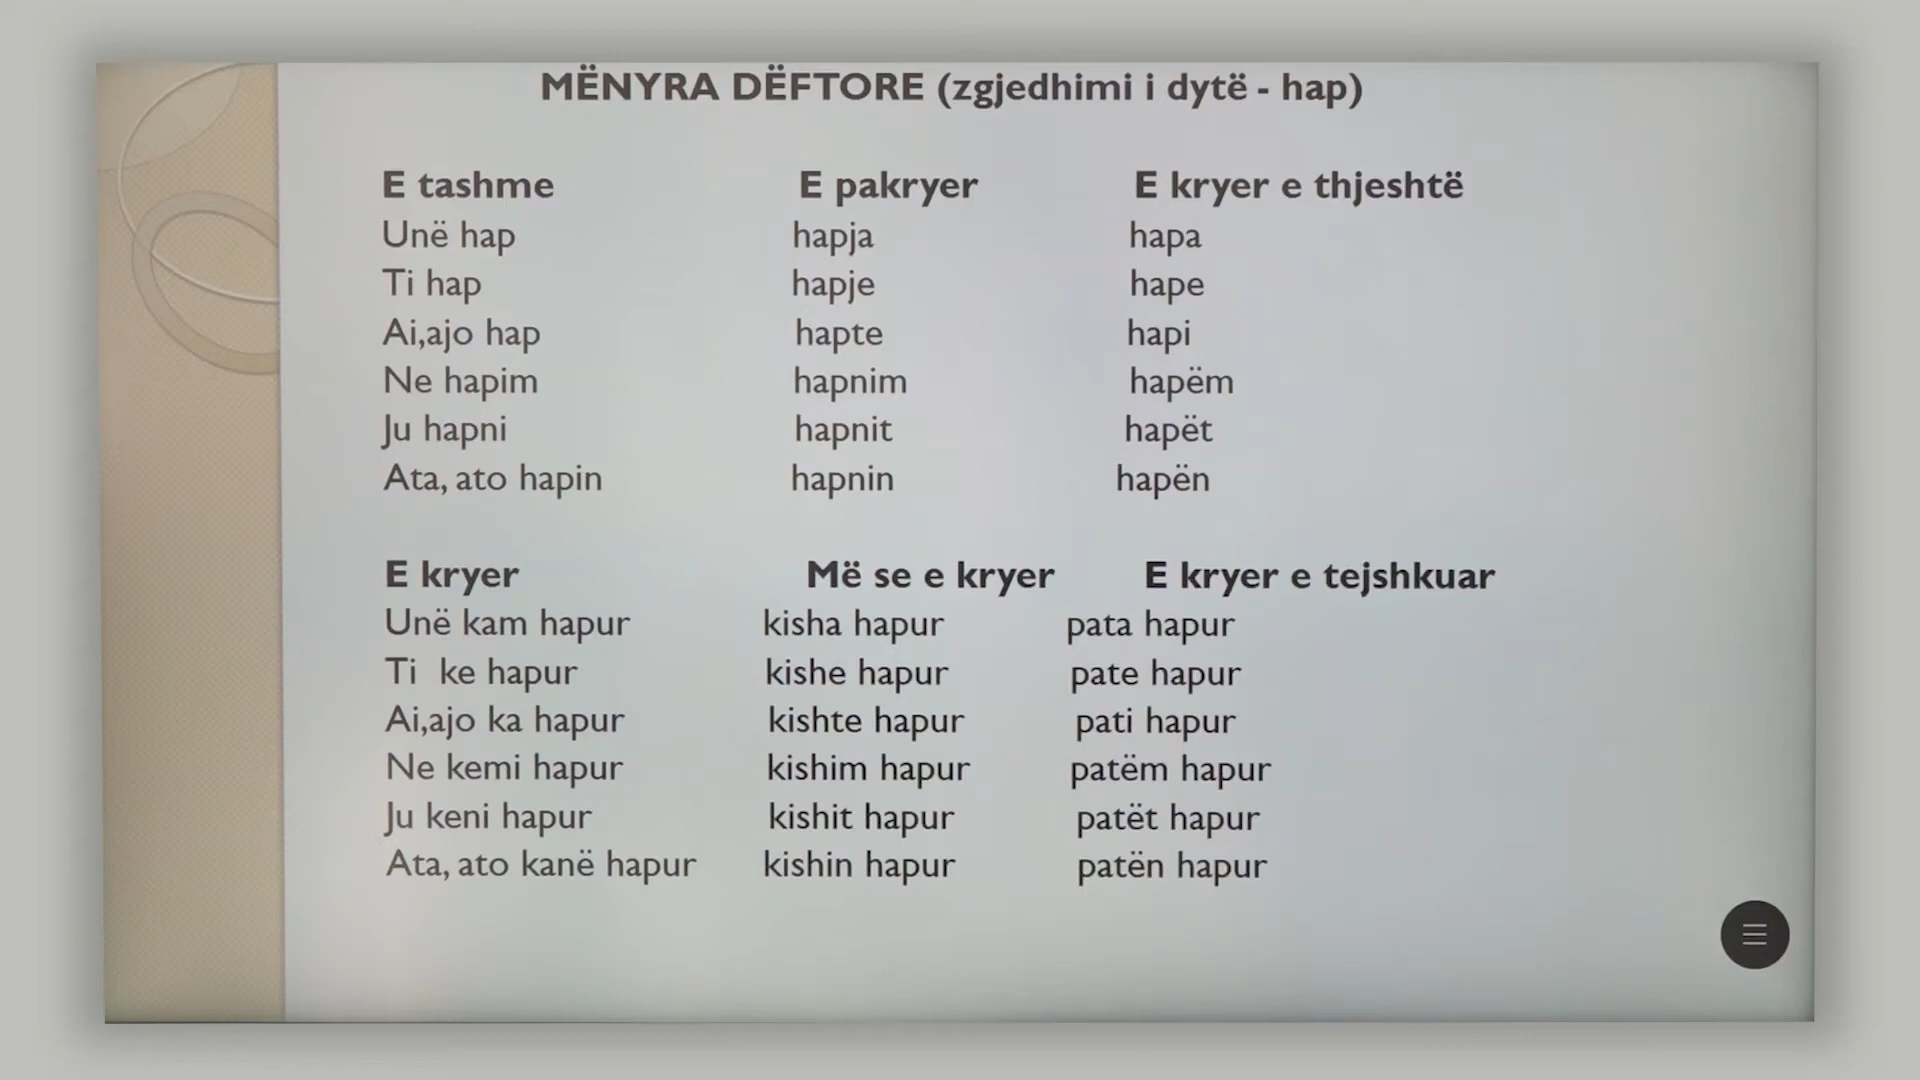 MËNYRA DËFTORE (zgjedhimi i dytë - hap)
E tashme E pakryer E kryer e thjeshtë
Unë hap hapja hapa
Ti hap hapje hape
Ai,ajo hap hapte hapi
Ne hapim hapnim hapëm
Ju hapni hapnit hapët
Ata, ato hapin hapnin hapën
E kryer Më se e kryer E kryer e tejshkuar
Unë kam hapur kisha hapur pata hapur
Ti ke hapur kishe hapur pate hapur
Ai,ajo ka hapur kishte hapur pati hapur
Ne kemi hapur kishim hapur patëm hapur
Ju keni hapur kishit hapur patët hapur
Ata, ato kanë hapur kishin hapur patën hapur